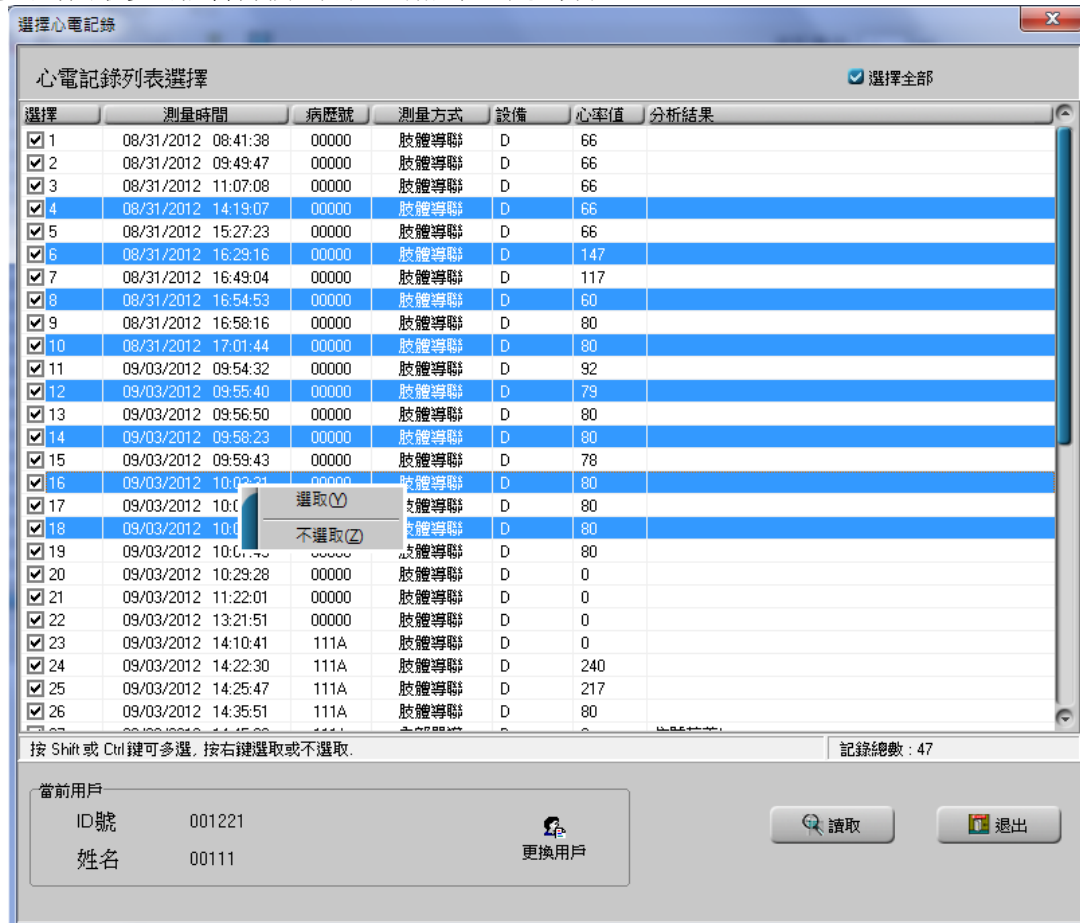 選擇心電記錄
心電記錄列表選擇
選擇全部
選擇 測量時間 病歷號 測量方式 設備 心率值 分析結果
1 08/31/2012 08:41:38 00000 肢體導聯 D 66
2 08/31/2012 09:49:47 00000 肢體導聯 D 66
3 08/31/2012 11:07:08 00000 肢體導聯 D 66
4 08/31/2012 14:19:07 00000 肢體導聯 D 66
5 08/31/2012 15:27:23 00000 肢體導聯 D 66
6 08/31/2012 16:29:16 00000 肢體導聯 D 147
7 08/31/2012 16:49:04 00000 肢體導聯 D 117
8 08/31/2012 16:54:53 00000 肢體導聯 D 60
9 08/31/2012 16:58:16 00000 肢體導聯 D 80
10 08/31/2012 17:01:44 00000 肢體導聯 D 80
11 09/03/2012 09:54:32 00000 肢體導聯 D 92
12 09/03/2012 09:55:40 00000 肢體導聯 D 79
13 09/03/2012 09:56:50 00000 肢體導聯 D 80
14 09/03/2012 09:58:23 00000 肢體導聯 D 80
15 09/03/2012 09:59:43 00000 肢體導聯 D 78
16 09/03/2012 10:03:31 00000 肢體導聯 D 80
選取(Y)
17 09/03/2012 肢體導聯 D 80
18 09/03/2012 肢體導聯 D 80
不選取(Z)
19 09/03/2012 肢體導聯 D 80
20 09/03/2012 10:29:28 00000 肢體導聯 D 0
21 09/03/2012 11:22:01 00000 肢體導聯 D 0
22 09/03/2012 13:21:51 00000 肢體導聯 D 0
23 09/03/2012 14:10:41 111A 肢體導聯 D 0
24 09/03/2012 14:22:30 111A 肢體導聯 D 240
25 09/03/2012 14:25:47 111A 肢體導聯 D 217
26 09/03/2012 14:35:51 111A 肢體導聯 D 80
按 Shift 或 Ctrl 鍵可多選, 按右鍵選取或不選取.
記錄總數 : 47
當前用戶
ID號 001221
姓名 00111
更換用戶
讀取
退出